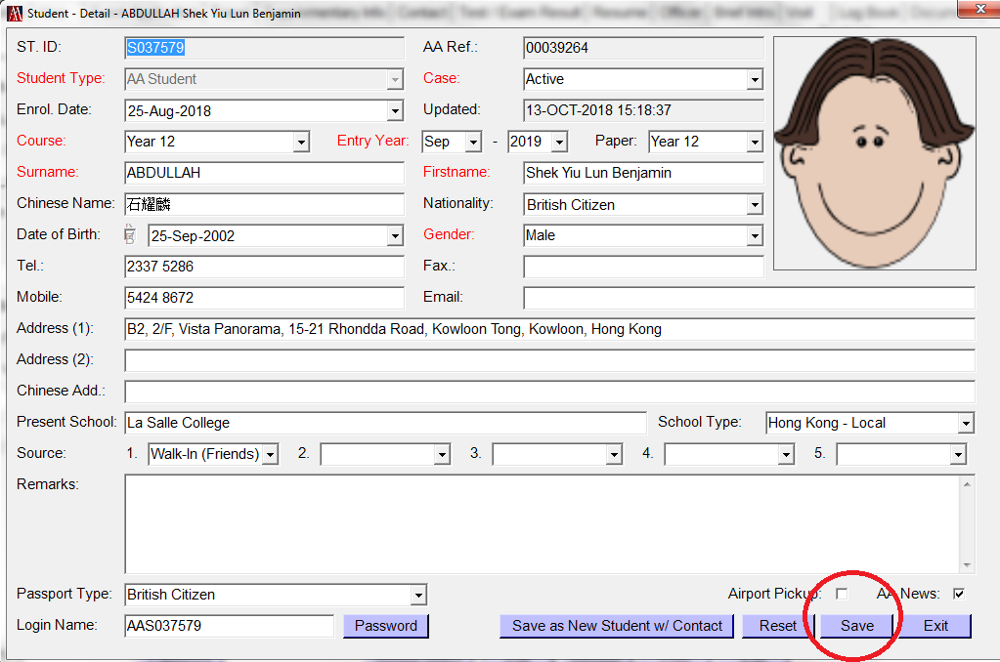 Student - Detail - ABDULLAH Shek Yiu Lun Benjamin
ST. ID: S037579 AA Ref.: 00039264
Student Type: AA Student Case: Active
Enrol. Date: 25-Aug-2018 Updated: 13-OCT-2018 15:18:37
Course: Year 12 Entry Year: Sep - 2019 Paper: Year 12
Surname: ABDULLAH Firstname: Shek Yiu Lun Benjamin
Chinese Name: 石耀麟 Nationality: British Citizen
Date of Birth: 25-Sep-2002 Gender: Male
Tel.: 2337 5286 Fax.:
Mobile: 5424 8672 Email:
Address (1): B2, 2/F, Vista Panorama, 15-21 Rhondda Road, Kowloon Tong, Kowloon, Hong Kong
Address (2):
Chinese Add.:
Present School: La Salle College School Type: Hong Kong - Local
Source: 1. Walk-In (Friends) 2. 3. 4. 5.
Remarks:
Passport Type: British Citizen Airport Pickup: AA News:
Login Name: AAS037579 Password Save as New Student w/ Contact Reset Save Exit